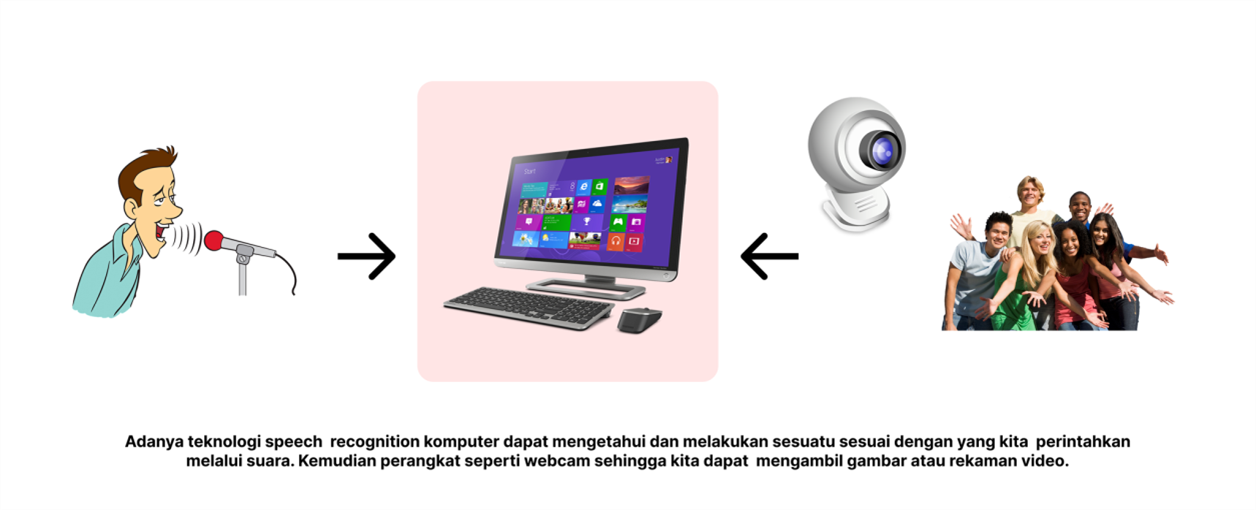 Start
Adanya teknologi speech recognition komputer dapat mengetahui dan melakukan sesuatu sesuai dengan yang kita perintahkan
melalui suara. Kemudian perangkat seperti webcam sehingga kita dapat mengambil gambar atau rekaman video.